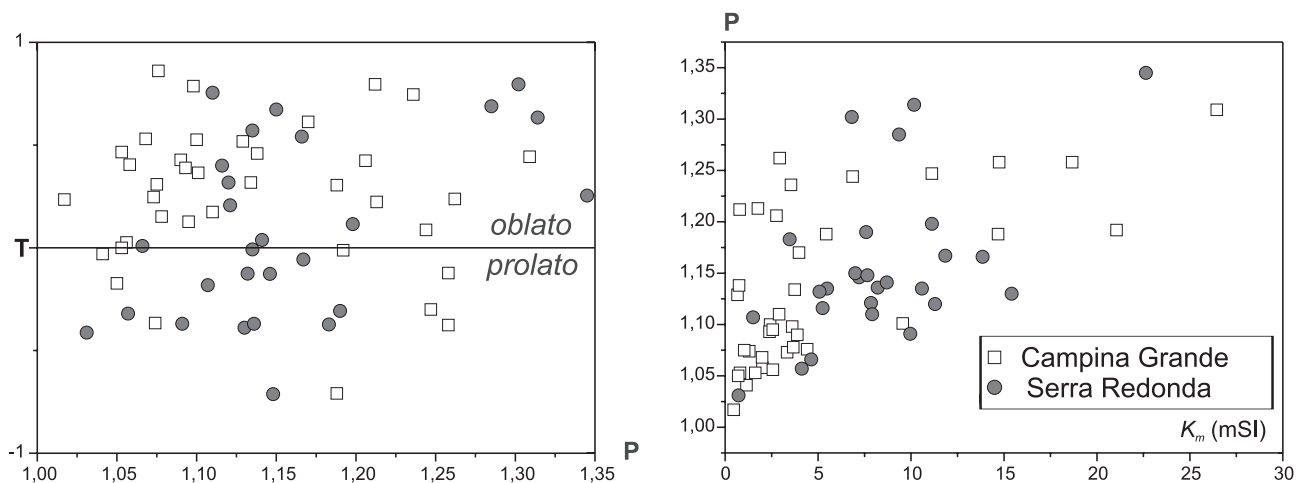 1
T
-1
oblato
prolato
1,00 1,05 1,10 1,15 1,20 1,25 1,30 1,35
P
P
1,35
1,30
1,25
1,20
1,15
1,10
1,05
1,00
Campina Grande
Serra Redonda
Km (mSI)
0 5 10 15 20 25 30